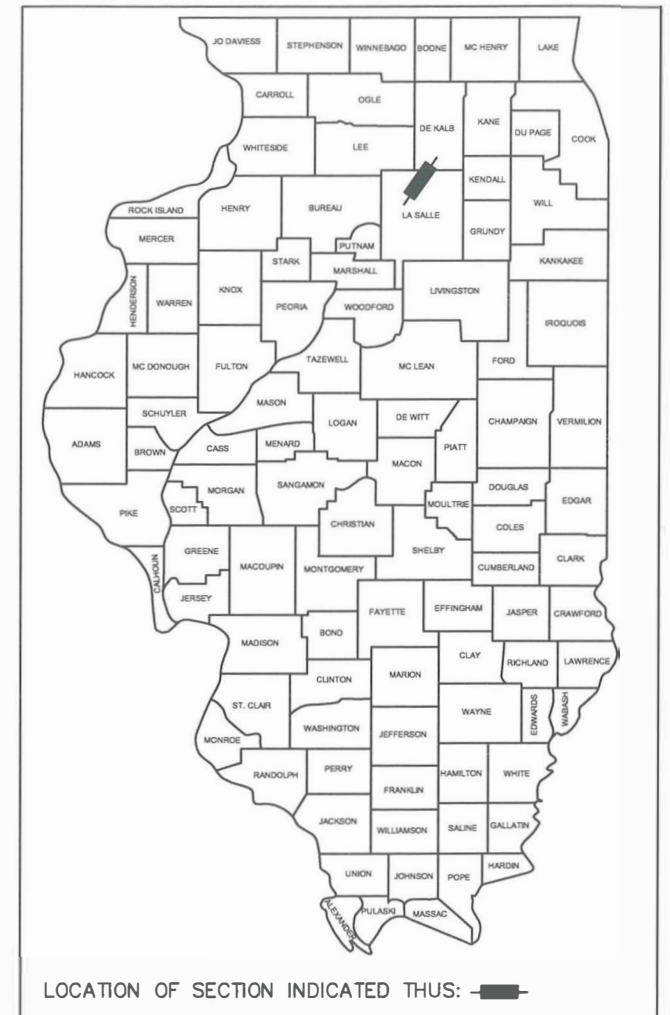 JO DAVIESS STEPHENSON WINNEBAGO BOONE MC HENRY LAKE
CARROLL OGLE DE KALB KANE DU PAGE COOK
WHITESIDE LEE
KENDALL WILL
ROCK ISLAND HENRY BUREAU LA SALLE GRUNDY
MERCER PUTNAM
STARK MARSHALL KANKAKEE
HENDERSON WARREN KNOX PEORIA WOODFORD LIVINGSTON IROQUOIS
HANCOCK MC DONOUGH FULTON TAZEWELL MC LEAN FORD
MASON
SCHUYLER LOGAN DE WITT CHAMPAIGN VERMILION
ADAMS BROWN CASS MENARD PIATT
MACON
MORGAN SANGAMON DOUGLAS
PIKE SCOTT CHRISTIAN MOULTRIE EDGAR
COLES
GREENE SHELBY
CALHOUN MACOUPIN MONTGOMERY CUMBERLAND CLARK
JERSEY FAYETTE EFFINGHAM JASPER CRAWFORD
MADISON BOND
CLAY RICHLAND LAWRENCE
CLINTON MARION
ST. CLAIR WAYNE EDWARDS WABASH
WASHINGTON JEFFERSON
MONROE
RANDOLPH PERRY HAMILTON WHITE
FRANKLIN
JACKSON WILLIAMSON SALINE GALLATIN
UNION JOHNSON POPE HARDIN
ALEXANDER PULASKI MASSAC
LOCATION OF SECTION INDICATED THUS: